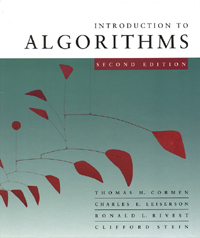 INTRODUCTION TO
ALGORITHMS
SECOND EDITION
THOMAS H. CORMEN
CHARLES E. LEISERSON
RONALD L. RIVEST
CLIFFORD STEIN